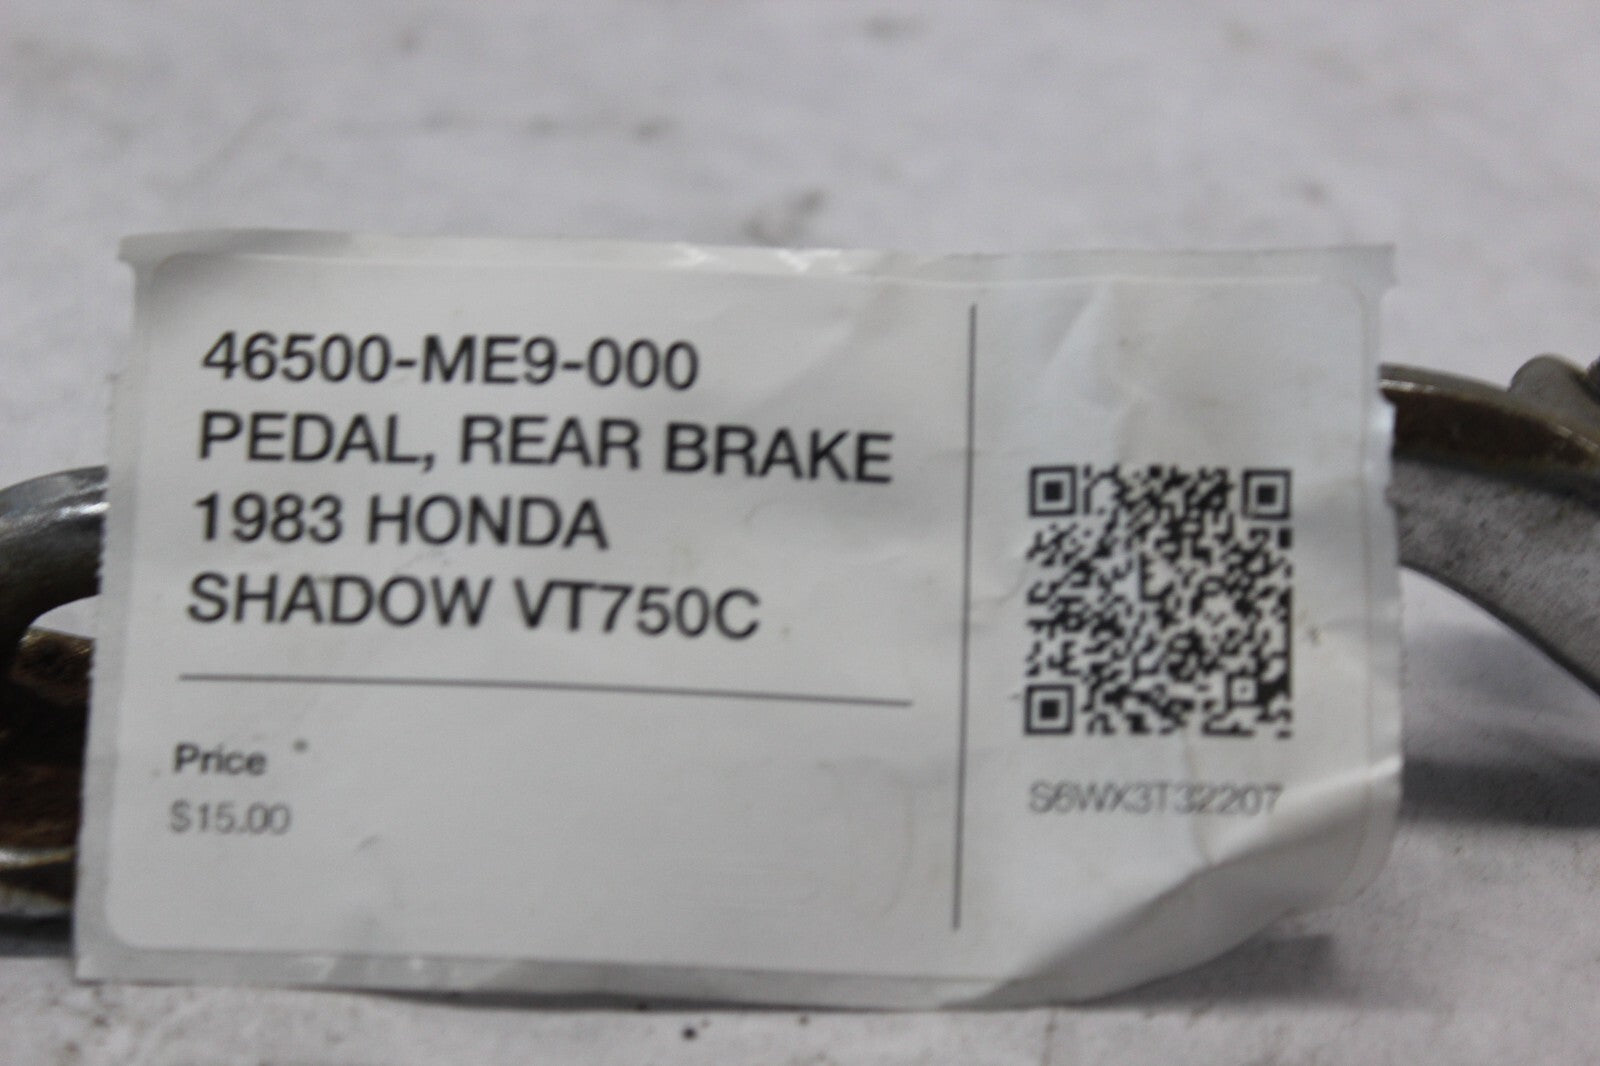 46500-ME9-000
PEDAL, REAR BRAKE
1983 HONDA
SHADOW VT750C
Price
$15.00
S6WX3T32207